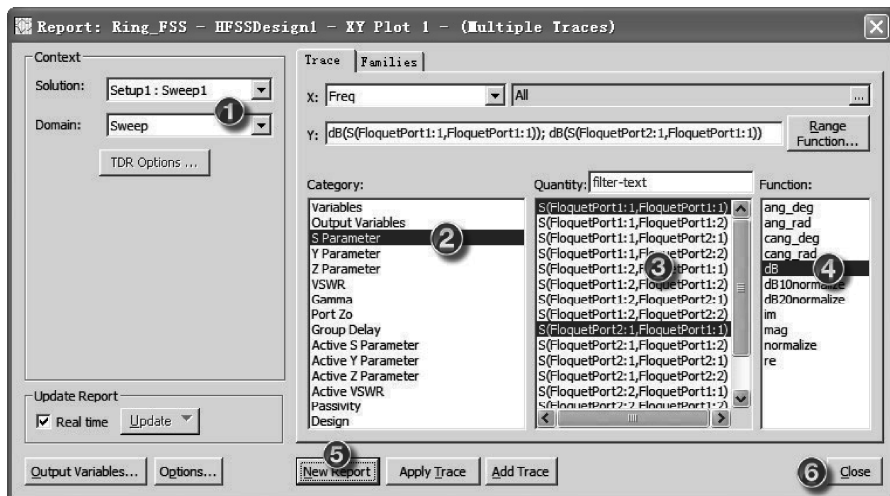 Report: Ring_FSS - HFSSDesign1 - XY Plot 1 - (Multiple Traces)
Context
Solution:
Setup1 : Sweep1
1
Domain:
Sweep
TDR Options ...
Update Report
Real time
Update
Output Variables...
Options...
Trace
Families
X:
Freq
All
...
Y:
dB(S(FloquetPort1:1,FloquetPort1:1)); dB(S(FloquetPort2:1,FloquetPort1:1))
Range
Function...
Category:
Variables
Output Variables
S Parameter
2
Y Parameter
Z Parameter
VSWR
Gamma
Port Zo
Group Delay
Active S Parameter
Active Y Parameter
Active Z Parameter
Active VSWR
Passivity
Design
Quantity:
filter-text
S(FloquetPort1:1,FloquetPort1:1)
S(FloquetPort1:1,FloquetPort1:2)
S(FloquetPort1:1,FloquetPort2:1)
S(FloquetPort1:1,FloquetPort2:2)
S(FloquetPort1:2,FloquetPort1:1)
3
S(FloquetPort1:2,FloquetPort1:2)
S(FloquetPort1:2,FloquetPort2:1)
S(FloquetPort1:2,FloquetPort2:2)
S(FloquetPort2:1,FloquetPort1:1)
S(FloquetPort2:1,FloquetPort1:2)
S(FloquetPort2:1,FloquetPort2:1)
S(FloquetPort2:1,FloquetPort2:2)
S(FloquetPort2:2,FloquetPort1:1)
S(FloquetPort2:2,FloquetPort1:2)
Function:
ang_deg
ang_rad
cang_deg
cang_rad
dB
4
dB10normalize
dB20normalize
im
mag
normalize
re
5
New Report
Apply Trace
Add Trace
6
Close